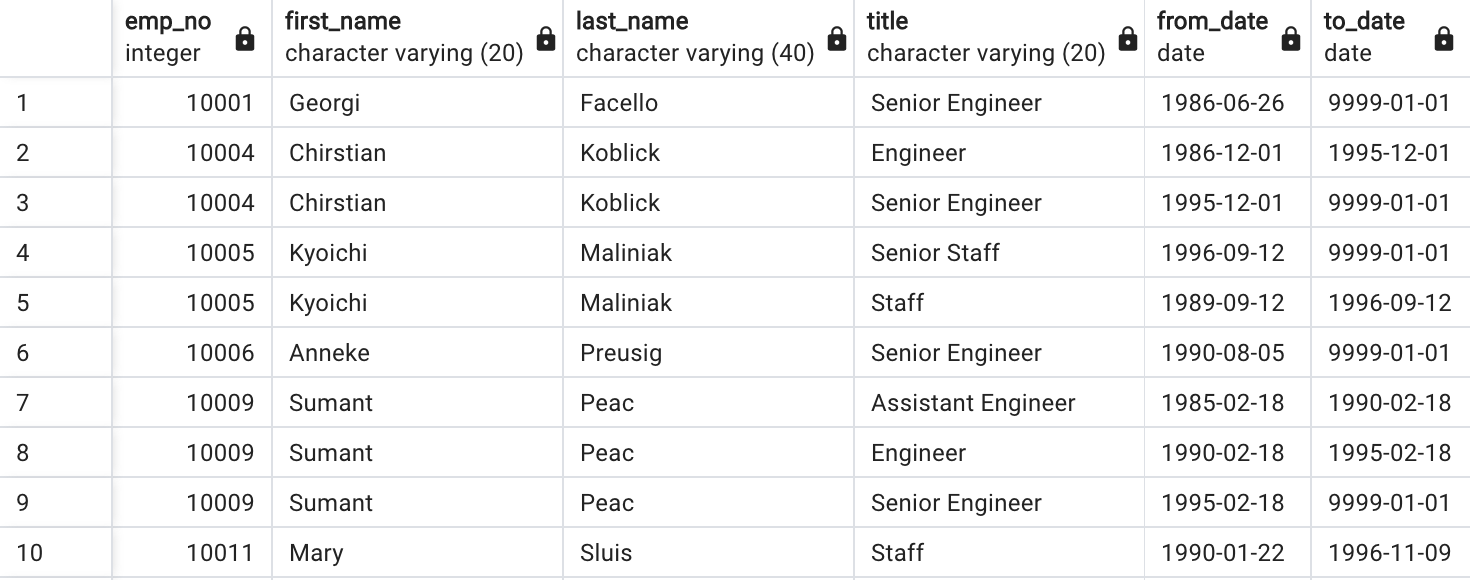 emp_no first_name last_name title from_date to_date
integer character varying (20) character varying (40) character varying (20) date date
1 10001 Georgi Facello Senior Engineer 1986-06-26 9999-01-01
2 10004 Chirstian Koblick Engineer 1986-12-01 1995-12-01
3 10004 Chirstian Koblick Senior Engineer 1995-12-01 9999-01-01
4 10005 Kyoichi Maliniak Senior Staff 1996-09-12 9999-01-01
5 10005 Kyoichi Maliniak Staff 1989-09-12 1996-09-12
6 10006 Anneke Preusig Senior Engineer 1990-08-05 9999-01-01
7 10009 Sumant Peac Assistant Engineer 1985-02-18 1990-02-18
8 10009 Sumant Peac Engineer 1990-02-18 1995-02-18
9 10009 Sumant Peac Senior Engineer 1995-02-18 9999-01-01
10 10011 Mary Sluis Staff 1990-01-22 1996-11-09